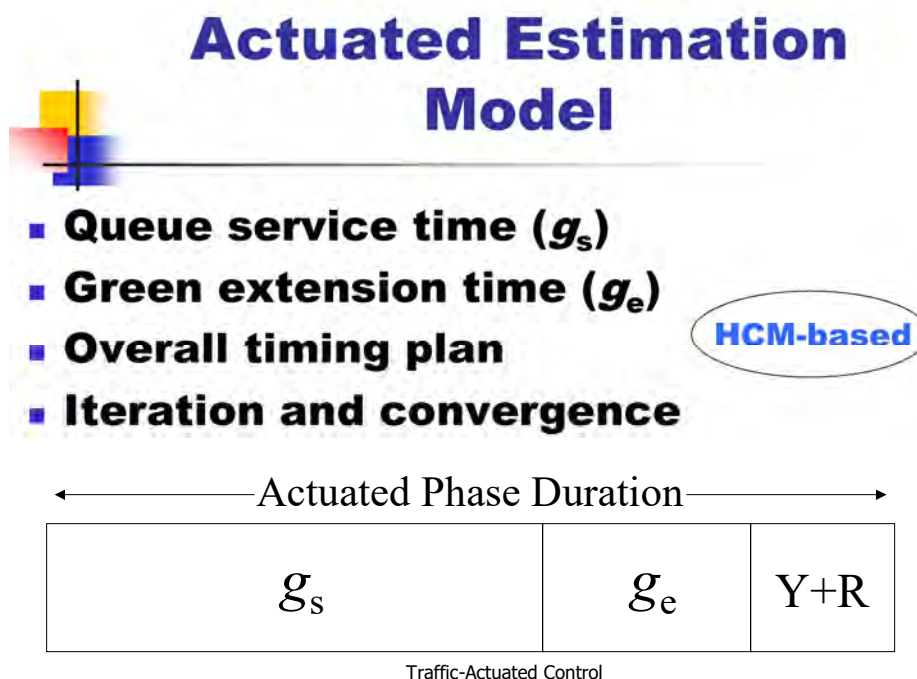 Actuated Estimation
Model
Queue service time (gs)
Green extension time (ge)
HCM-based
Overall timing plan
Iteration and convergence
Actuated Phase Duration
gs ge Y+R
Traffic-Actuated Control